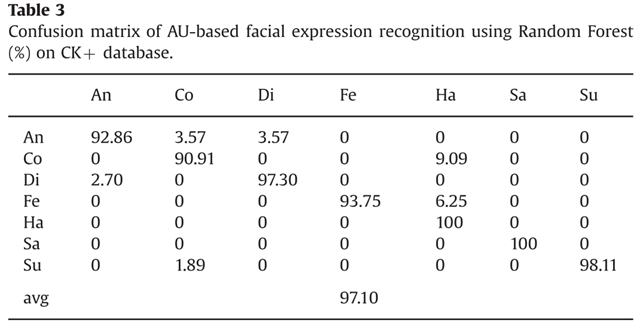 Table 3
Confusion matrix of AU-based facial expression recognition using Random Forest
(%) on CK+ database.
An Co Di Fe Ha Sa Su
An 92.86 3.57 3.57 0 0 0 0
Co 0 90.91 0 0 9.09 0 0
Di 2.70 0 97.30 0 0 0 0
Fe 0 0 0 93.75 6.25 0 0
Ha 0 0 0 0 100 0 0
Sa 0 0 0 0 0 100 0
Su 0 1.89 0 0 0 0 98.11
avg 97.10